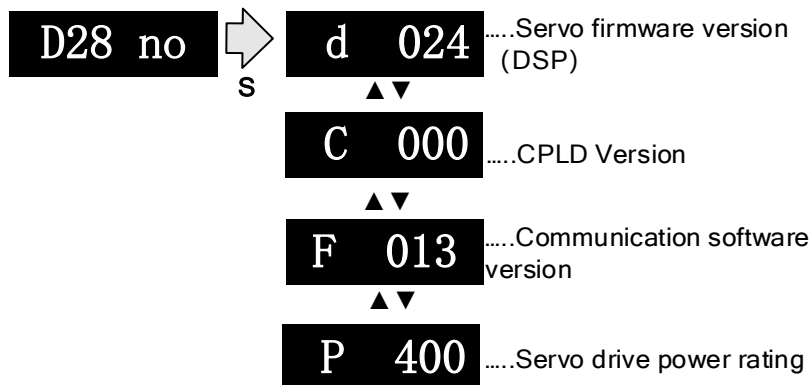 D28 no
S
d 024 .....Servo firmware version
(DSP)
▲▼
C 000 .....CPLD Version
▲▼
F 013 .....Communication software
version
▲▼
P 400 .....Servo drive power rating